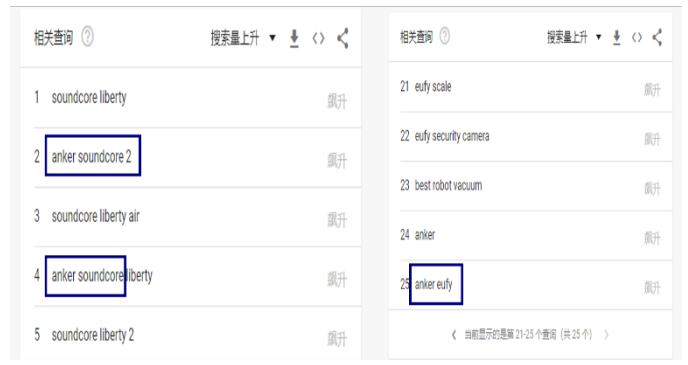 相关查询 ? 搜索量上升
1 soundcore liberty 飙升
2 anker soundcore 2 飙升
3 soundcore liberty air 飙升
4 anker soundcore liberty 飙升
5 soundcore liberty 2 飙升
相关查询 ? 搜索量上升
21 eufy scale 飙升
22 eufy security camera 飙升
23 best robot vacuum 飙升
24 anker 飙升
25 anker eufy 飙升
当前显示的是第 21-25 个查询（共 25 个）